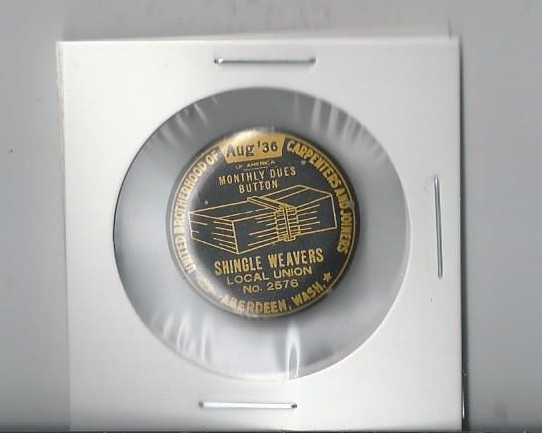 UNITED BROTHERHOOD OF CARPENTERS AND JOINERS
Aug '36
OF AMERICA
MONTHLY DUES
BUTTON
SHINGLE WEAVERS
LOCAL UNION
No. 2576
ABERDEEN, WASH.